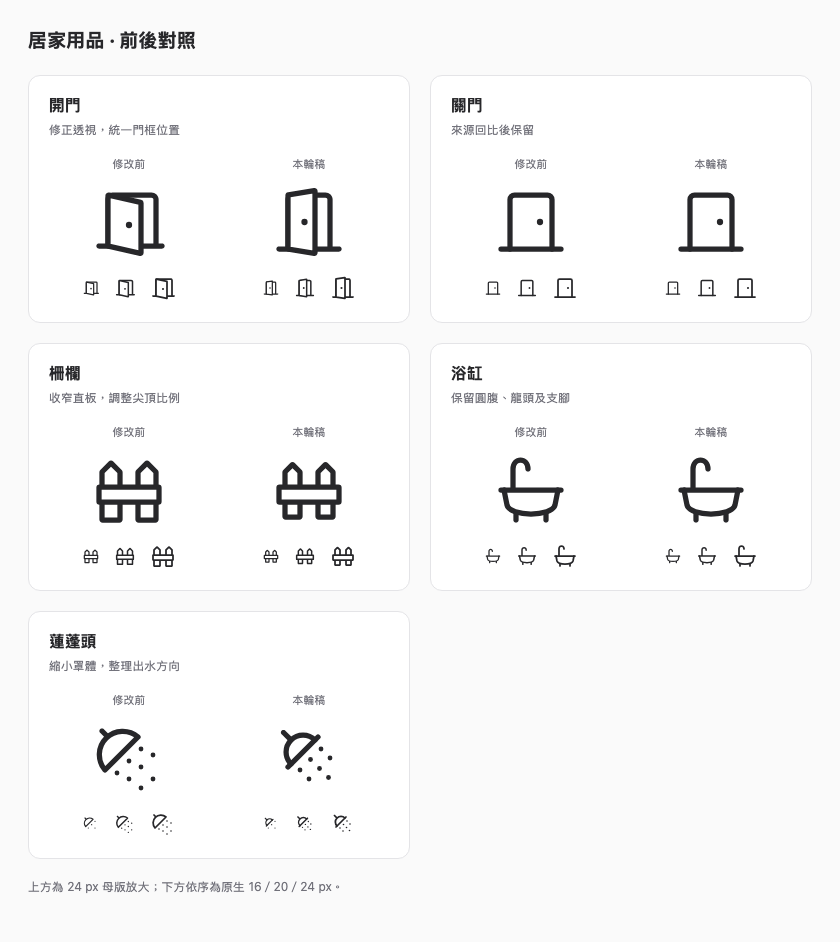 居家用品 · 前後對照
開門
修正透視，統一門框位置
修改前
本輪稿
關門
來源回比後保留
修改前
本輪稿
柵欄
收窄直板，調整尖頂比例
修改前
本輪稿
浴缸
保留圓腹、龍頭及支腳
修改前
本輪稿
蓮蓬頭
縮小罩體，整理出水方向
修改前
本輪稿
上方為 24 px 母版放大；下方依序為原生 16 / 20 / 24 px。